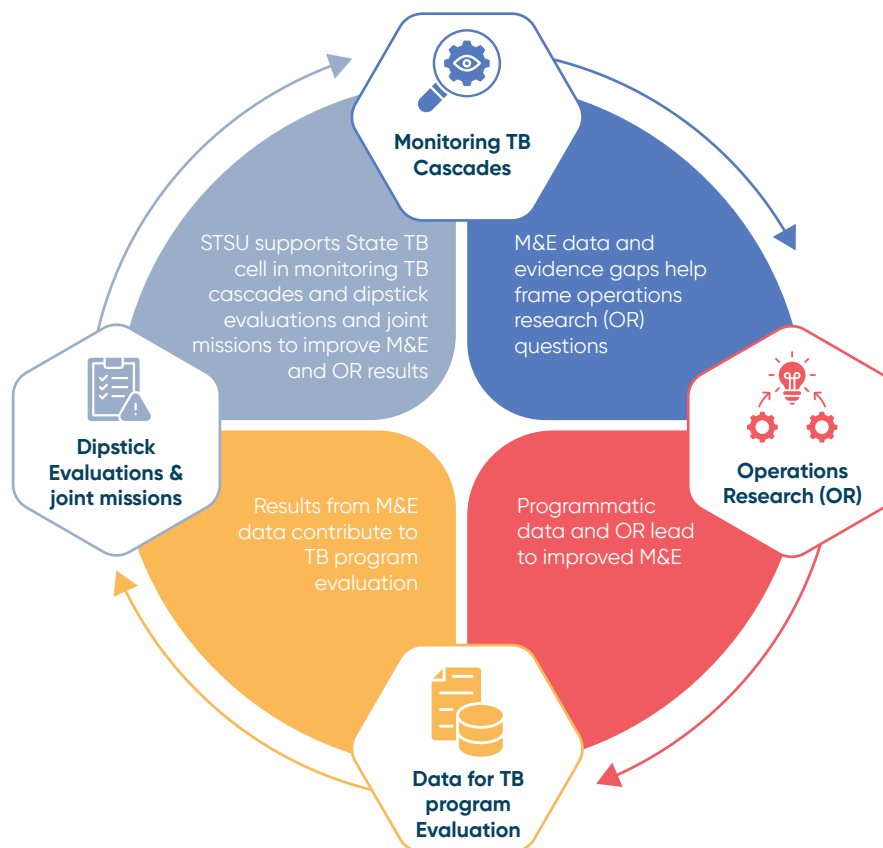 Monitoring TB
Cascades
STSU supports State TB
cell in monitoring TB
cascades and dipstick
evaluations and joint
missions to improve M&E
and OR results
M&E data and
evidence gaps help
frame operations
research (OR)
questions
Dipstick
Evaluations &
joint missions
Operations
Research (OR)
Results from M&E
data contribute to
TB program
evaluation
Programmatic
data and OR lead
to improved M&E
Data for TB
program
Evaluation